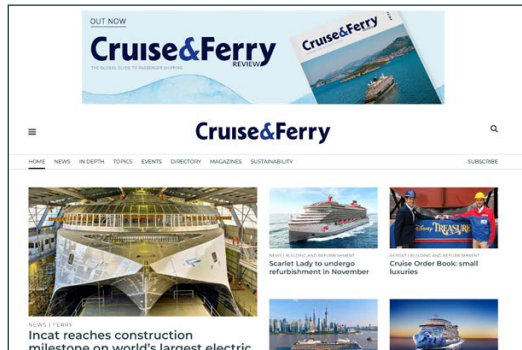 OUT NOW
Cruise&Ferry
REVIEW
THE GLOBAL GUIDE TO PASSENGER SHIPPING
Cruise&Ferry
Cruise&Ferry
HOME NEWS IN DEPTH TOPICS EVENTS DIRECTORY MAGAZINES SUSTAINABILITY SUBSCRIBE
NEWS | FERRY
Incat reaches construction
milestone on world's largest electric
NEWS | BUILDING AND REFURBISHMENT
Scarlet Lady to undergo
refurbishment in November
Disney TREASURE
REPORT | BUILDING AND REFURBISHMENT
Cruise Order Book: small
luxuries